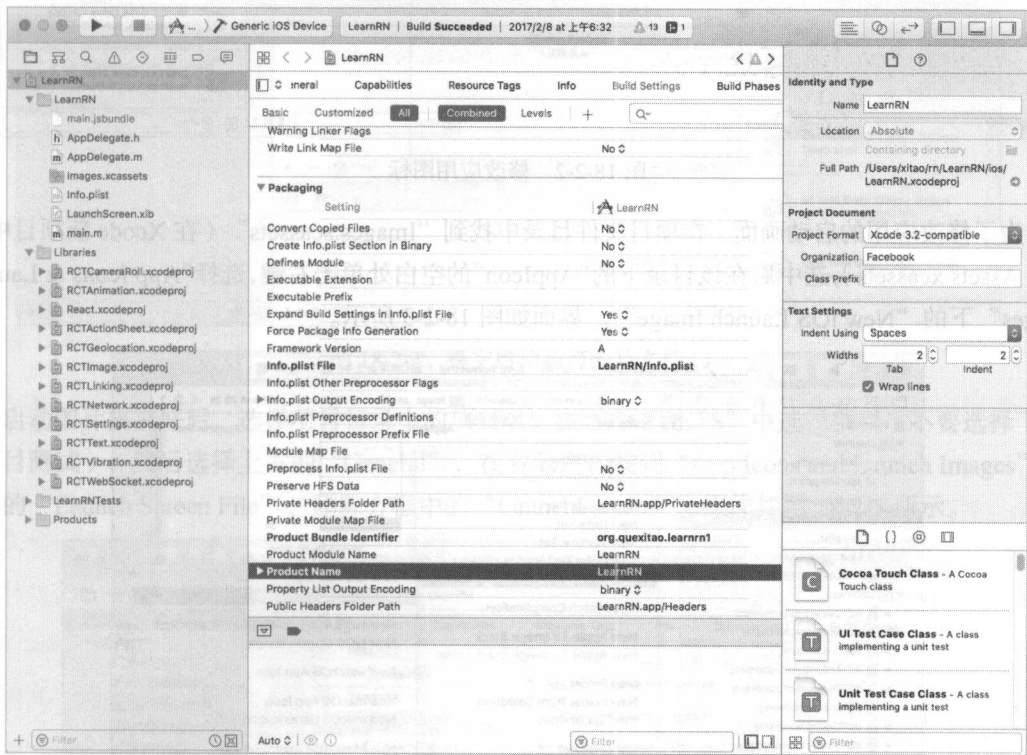 Generic iOS Device
LearnRN | Build Succeeded | 2017/2/8 at 上午6:32
13
1
LearnRN
LearnRN
main.jsbundle
AppDelegate.h
AppDelegate.m
Images.xcassets
Info.plist
LaunchScreen.xib
main.m
Libraries
RCTCameraRoll.xcodeproj
RCTAnimation.xcodeproj
React.xcodeproj
RCTActionSheet.xcodeproj
RCTGeolocation.xcodeproj
RCTImage.xcodeproj
RCTLinking.xcodeproj
RCTNetwork.xcodeproj
RCTSettings.xcodeproj
RCTText.xcodeproj
RCTVibration.xcodeproj
RCTWebSocket.xcodeproj
LearnRNTests
Products
Filter
LearnRN
eneral Capabilities Resource Tags Info Build Settings Build Phases
Basic Customized All Combined Levels +
Warning Linker Flags
Write Link Map File No
Packaging
Setting LearnRN
Convert Copied Files No
Create Info.plist Section in Binary No
Defines Module No
Executable Extension
Executable Prefix
Expand Build Settings in Info.plist File Yes
Force Package Info Generation Yes
Framework Version A
Info.plist File LearnRN/Info.plist
Info.plist Other Preprocessor Flags
Info.plist Output Encoding binary
Info.plist Preprocessor Definitions
Info.plist Preprocessor Prefix File
Module Map File
Preprocess Info.plist File No
Preserve HFS Data No
Private Headers Folder Path LearnRN.app/PrivateHeaders
Private Module Map File
Product Bundle Identifier org.quexitao.learnrn1
Product Module Name LearnRN
Product Name LearnRN
Property List Output Encoding binary
Public Headers Folder Path LearnRN.app/Headers
Auto
Filter
Identity and Type
Name LearnRN
Location Absolute
Containing directory
Full Path /Users/xitao/rn/LearnRN/ios/
LearnRN.xcodeproj
Project Document
Project Format Xcode 3.2-compatible
Organization Facebook
Class Prefix
Text Settings
Indent Using Spaces
Widths 2 2
Tab Indent
Wrap lines
Cocoa Touch Class - A Cocoa
Touch class
UI Test Case Class - A class
implementing a unit test
Unit Test Case Class - A class
implementing a unit test
Filter